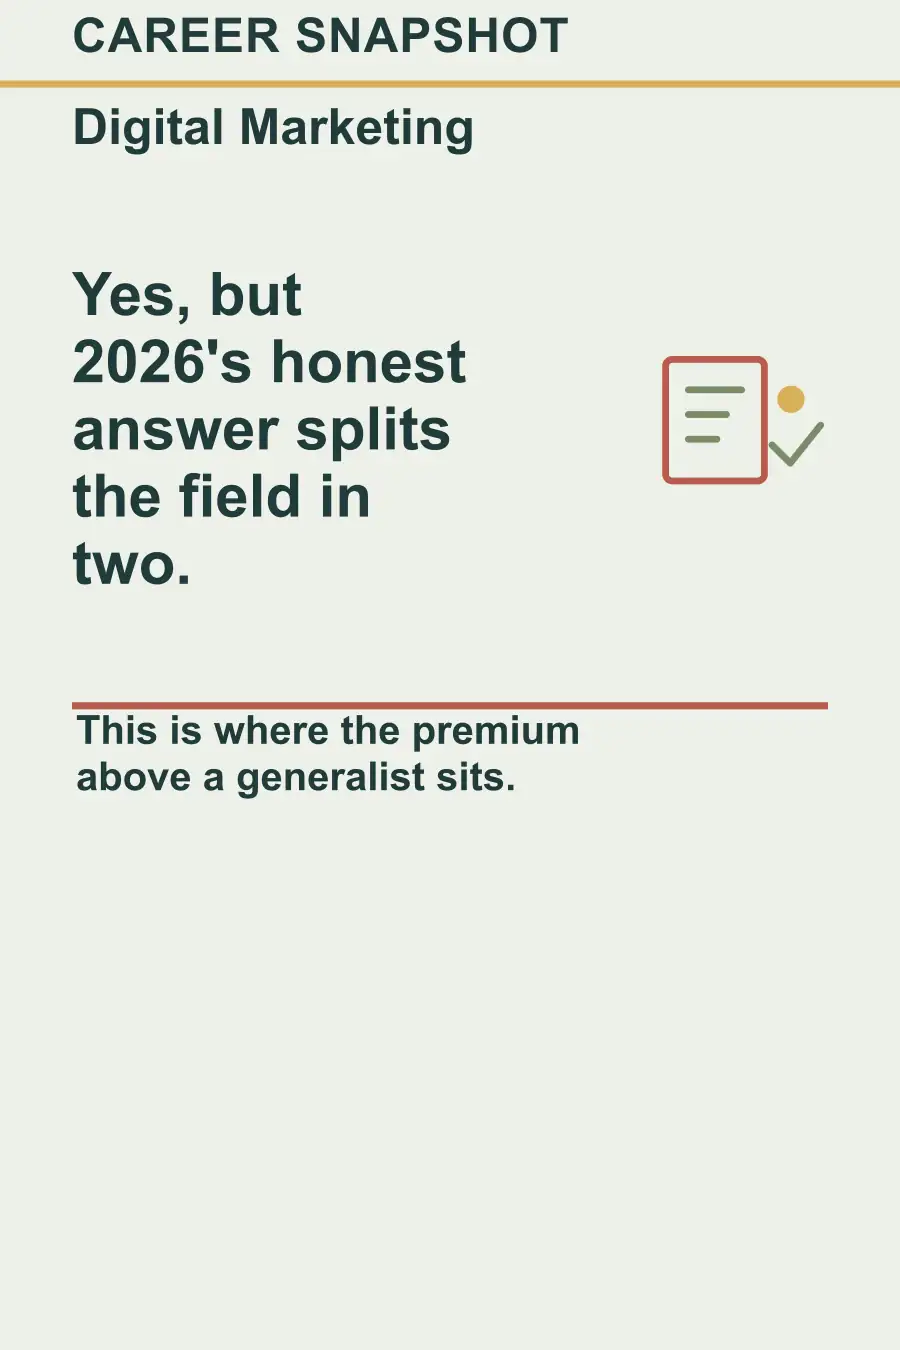 CAREER SNAPSHOT
Digital Marketing
Yes, but
2026's honest
answer splits
the field in
two.
This is where the premium
above a generalist sits.